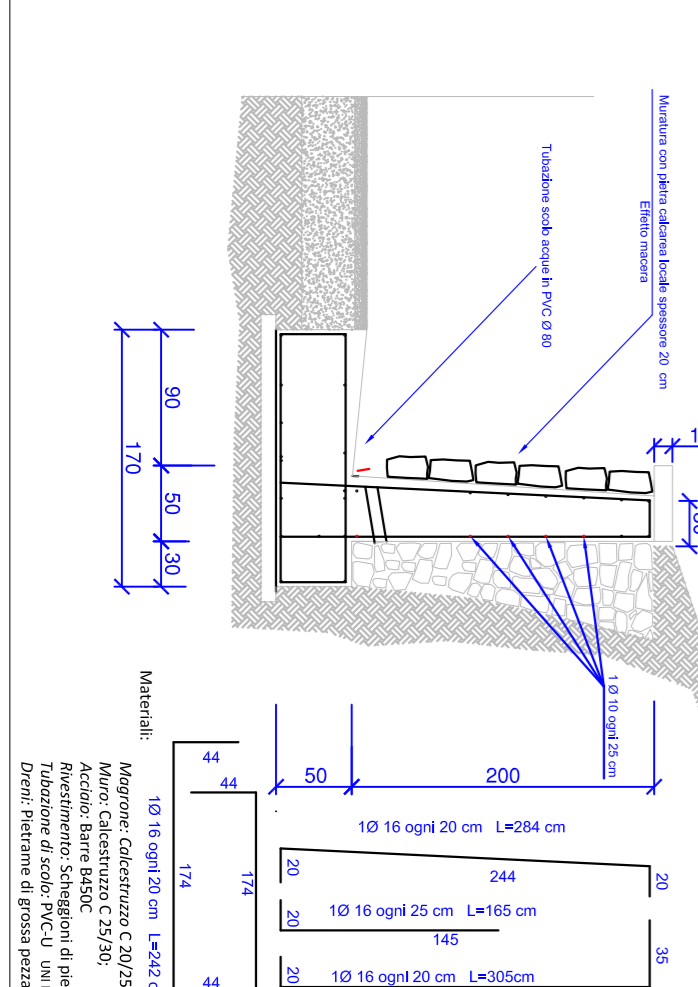 Muratura con pietra calcarea locale spessore 20 cm
Effetto macera
Tubazione scolo acque in PVC Ø 80
1 Ø 10 ogni 25 cm
90
50
30
170
50
200
1Ø 16 ogni 20 cm L=284 cm
20
244
20
1Ø 16 ogni 25 cm L=165 cm
20
145
1Ø 16 ogni 20 cm L=305cm
20
35
44
44
174
174
44
1Ø 16 ogni 20 cm L=242
Materiali:
Magrone: Calcestruzzo C 20/25
Muro: Calcestruzzo C 25/30;
Acciaio: Barre B450C
Rivestimento: Scheggioni di pie
Tubazione di scolo: PVC-U UNI
Dreni: Pietrame di grossa pezza